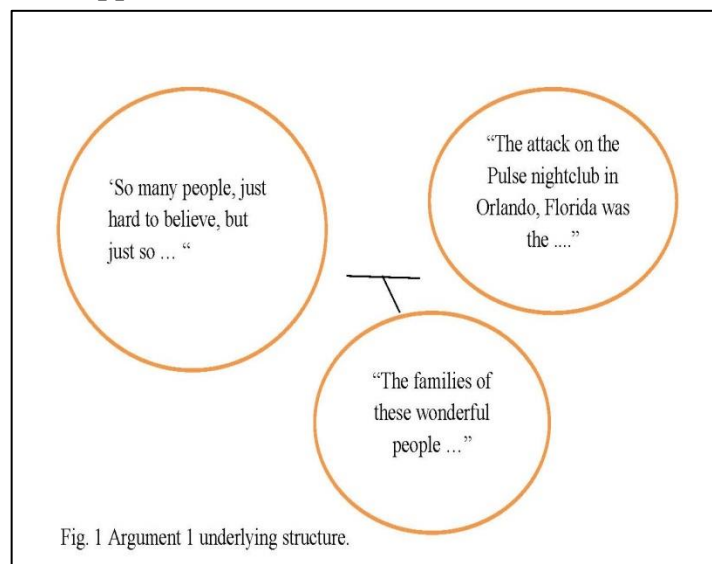 ‘So many people, just
hard to believe, but
just so … “
“The attack on the
Pulse nightclub in
Orlando, Florida was
the ....”
“The families of
these wonderful
people …”
Fig. 1 Argument 1 underlying structure.